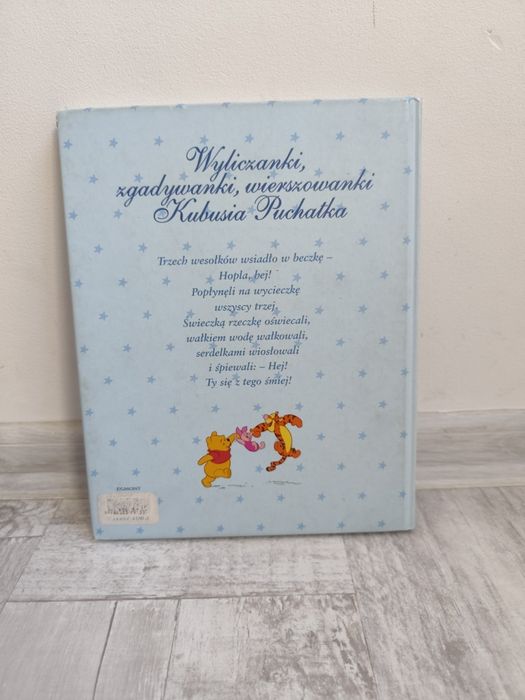 Wyliczanki,
zgadywanki, wierszowanki
Kubusia Puchatka
Trzech wesołków wsiadło w beczkę –
Hopla, hej!
Popłynęli na wycieczkę
wszyscy trzej.
Świeczką rzeczkę oświecali,
wałkiem wodę wałkowali,
serdelkami wiosłowali
i śpiewali: – Hej!
Ty się z tego śmiej!
EGMONT